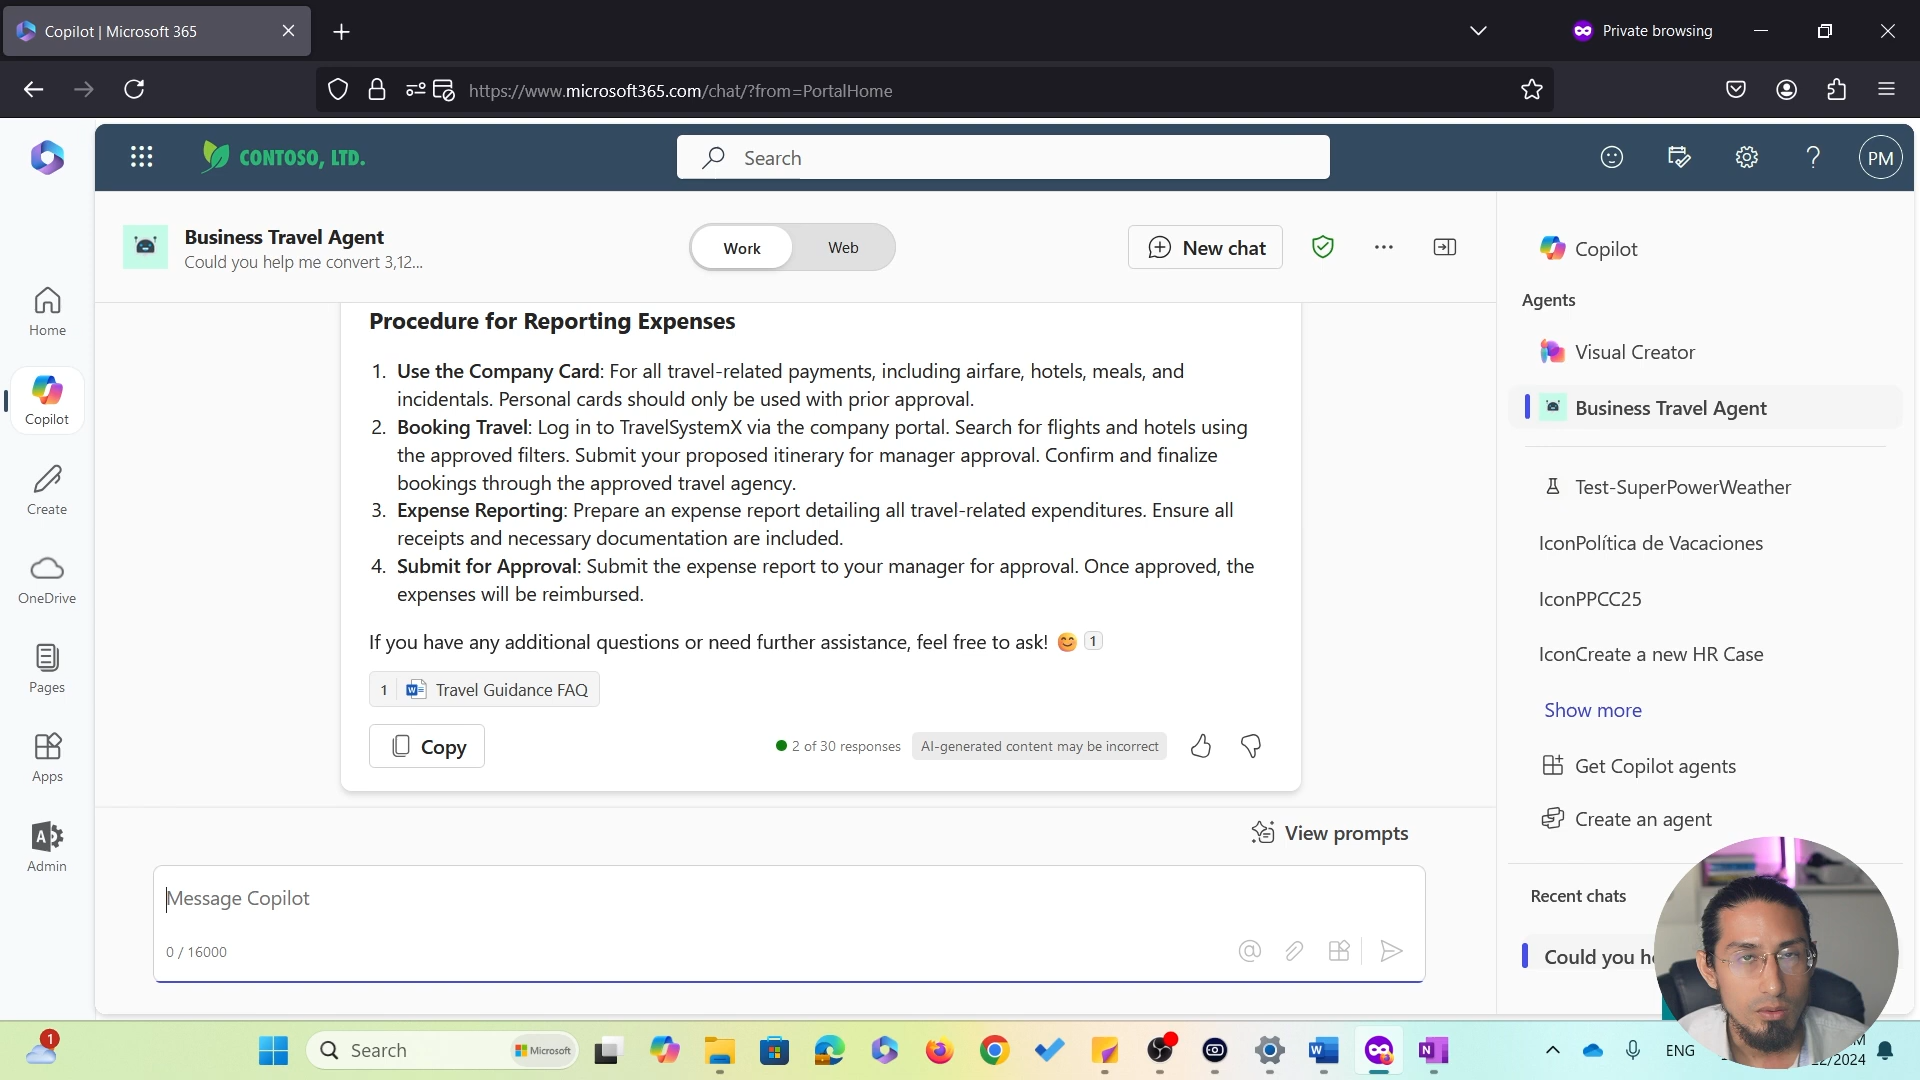 Copilot | Microsoft 365
Private browsing
https://www.microsoft365.com/chat/?from=PortalHome
CONTOSO, LTD.
Search
PM
Business Travel Agent
Could you help me convert 3,12...
Work
Web
New chat
Home
Copilot
Create
OneDrive
Pages
Apps
Admin
Procedure for Reporting Expenses
1. Use the Company Card: For all travel-related payments, including airfare, hotels, meals, and
incidentals. Personal cards should only be used with prior approval.
2. Booking Travel: Log in to TravelSystemX via the company portal. Search for flights and hotels using
the approved filters. Submit your proposed itinerary for manager approval. Confirm and finalize
bookings through the approved travel agency.
3. Expense Reporting: Prepare an expense report detailing all travel-related expenditures. Ensure all
receipts and necessary documentation are included.
4. Submit for Approval: Submit the expense report to your manager for approval. Once approved, the
expenses will be reimbursed.
If you have any additional questions or need further assistance, feel free to ask! 😊 1
1 Travel Guidance FAQ
Copy
2 of 30 responses
AI-generated content may be incorrect
View prompts
Message Copilot
0 / 16000
Copilot
Agents
Visual Creator
Business Travel Agent
Test-SuperPowerWeather
IconPolítica de Vacaciones
IconPPCC25
IconCreate a new HR Case
Show more
Get Copilot agents
Create an agent
Recent chats
Could you h
1
Search
Microsoft
ENG
2/2024